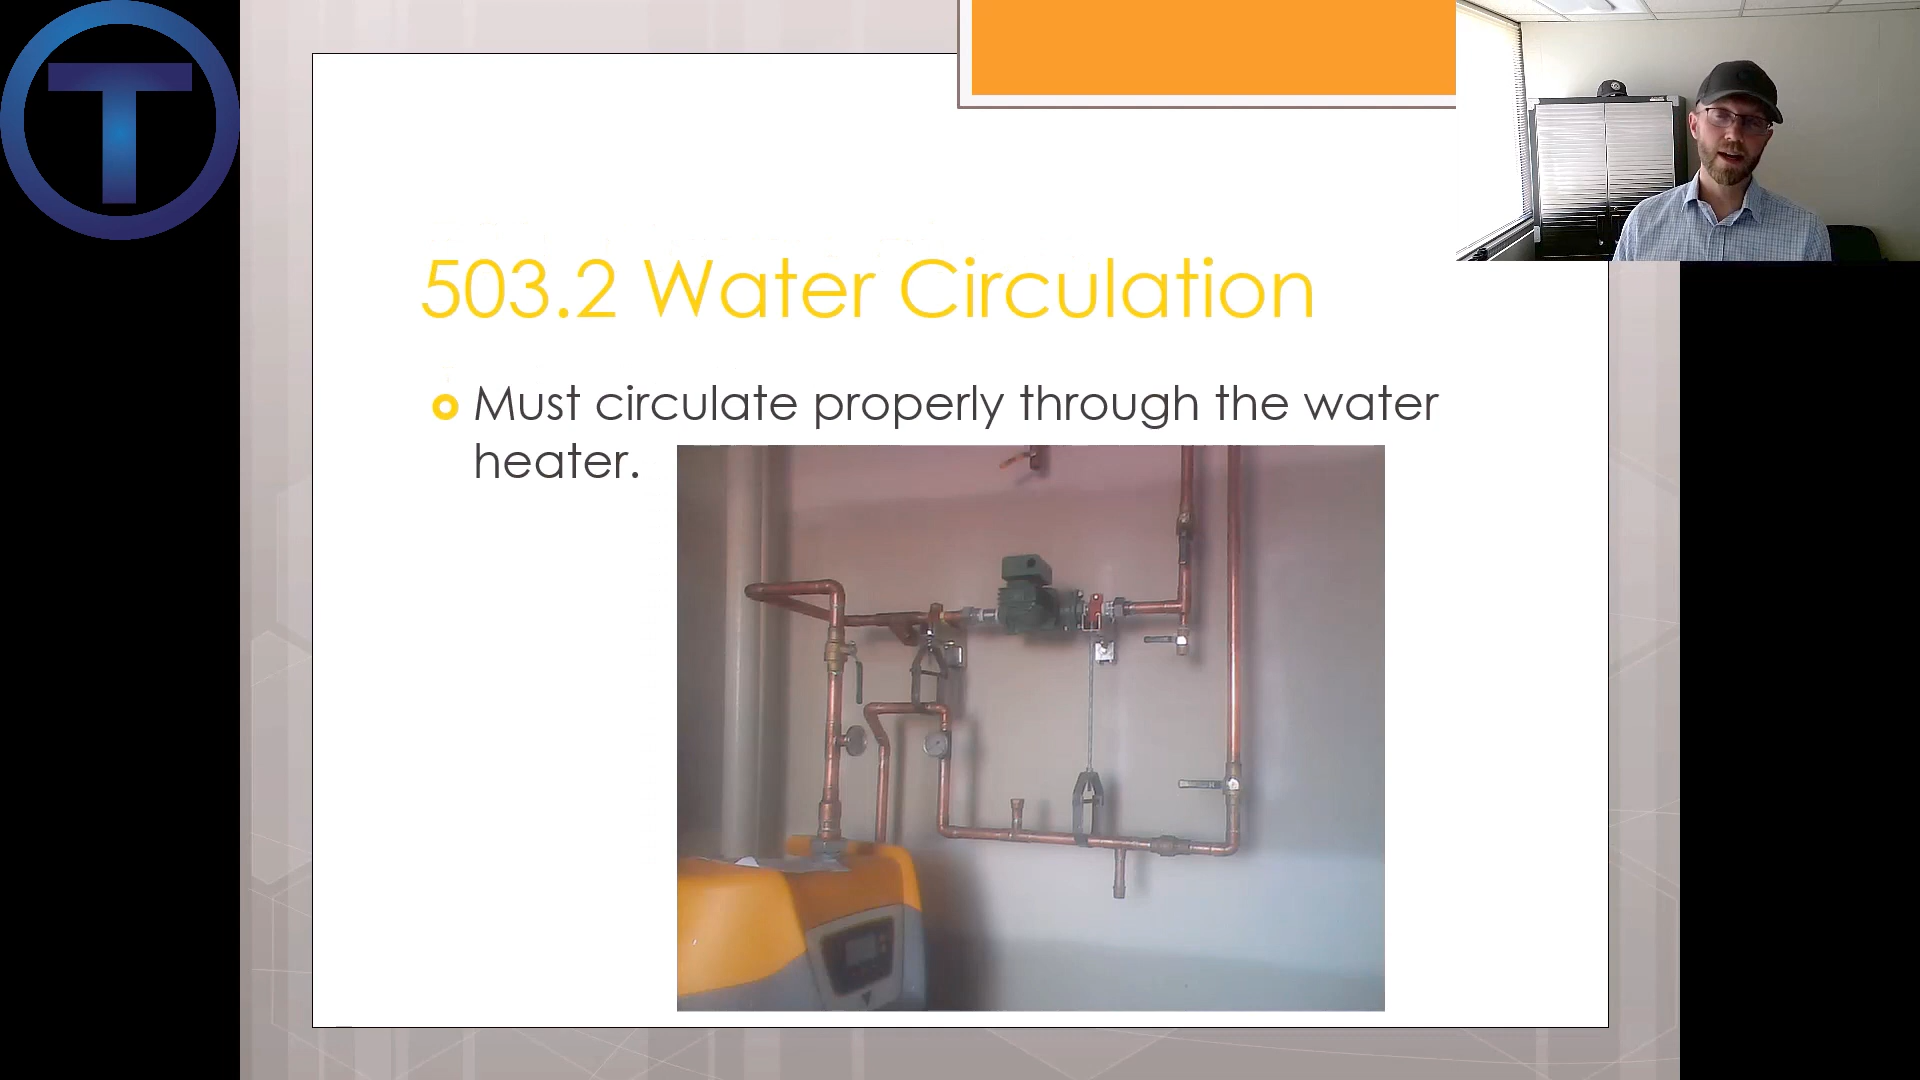 T
503.2 Water Circulation
Must circulate properly through the water
heater.